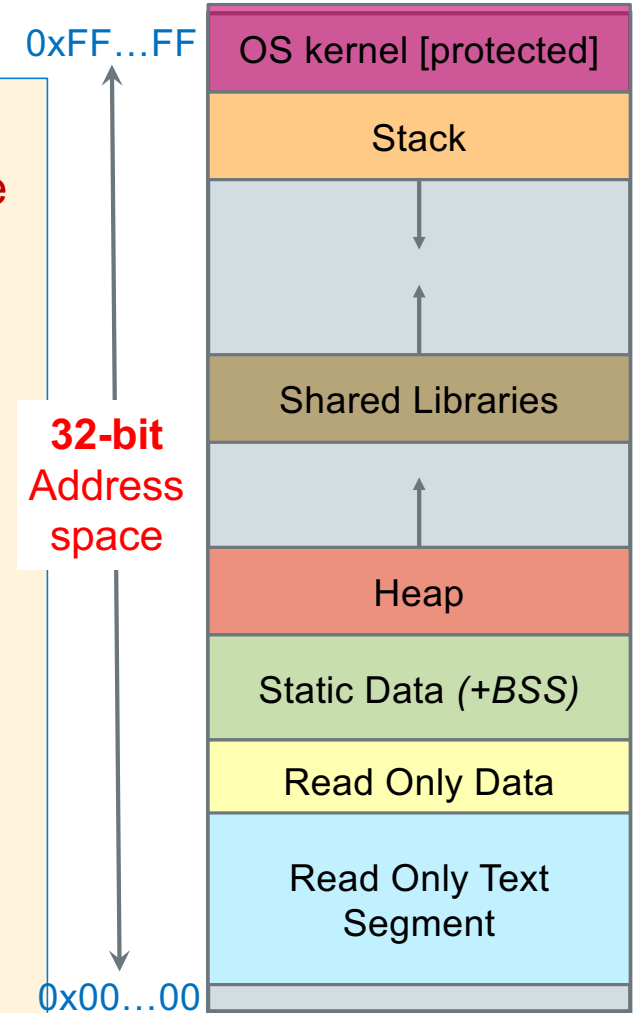 0xFF...FF
OS kernel [protected]
Stack
e
Shared Libraries
32-bit
Address
space
Heap
Static Data (+BSS)
Read Only Data
Read Only Text
Segment
0x00...00